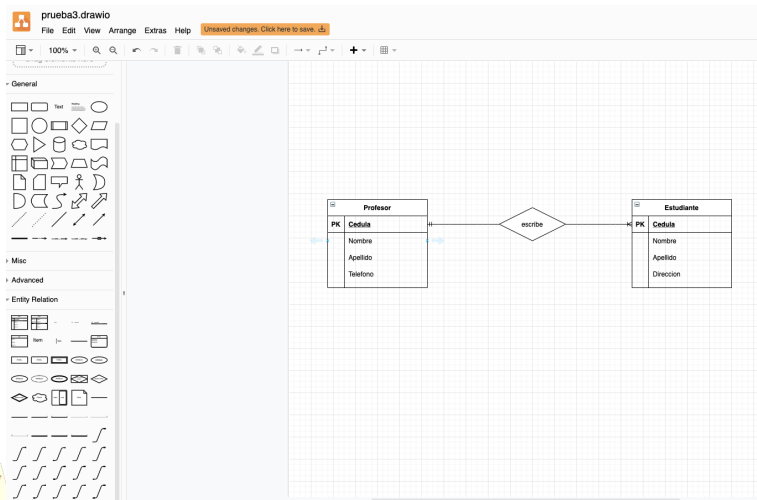 prueba3.drawio
File Edit View Arrange Extras Help Unsaved changes. Click here to save.
100%
General
Text
Misc
Advanced
Entity Relation
Item
Profesor
PK Cedula
Nombre
Apellido
Telefono
escribe
Estudiante
PK Cedula
Nombre
Apellido
Direccion